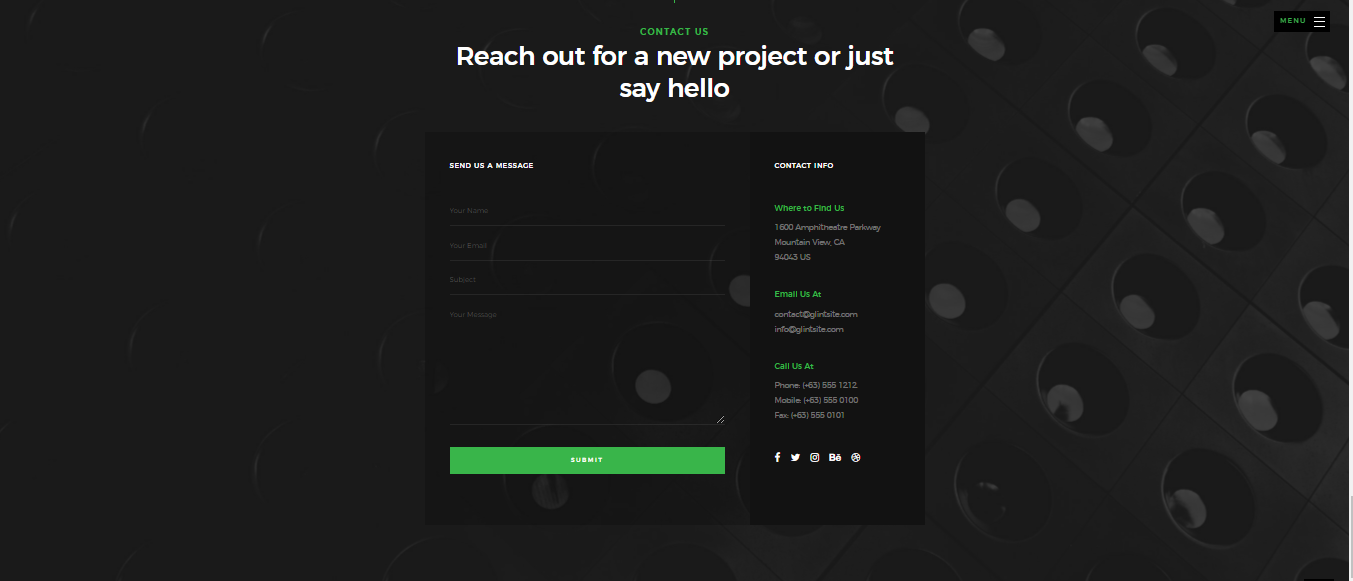 MENU
CONTACT US
Reach out for a new project or just
say hello
SEND US A MESSAGE
Your Name
Your Email
Subject
Your Message
SUBMIT
CONTACT INFO
Where to Find Us
1600 Amphitheatre Parkway
Mountain View, CA
94043 US
Email Us At
contact@glintsite.com
info@glintsite.com
Call Us At
Phone: (+63) 555 1212
Mobile: (+63) 555 0100
Fax: (+63) 555 0101